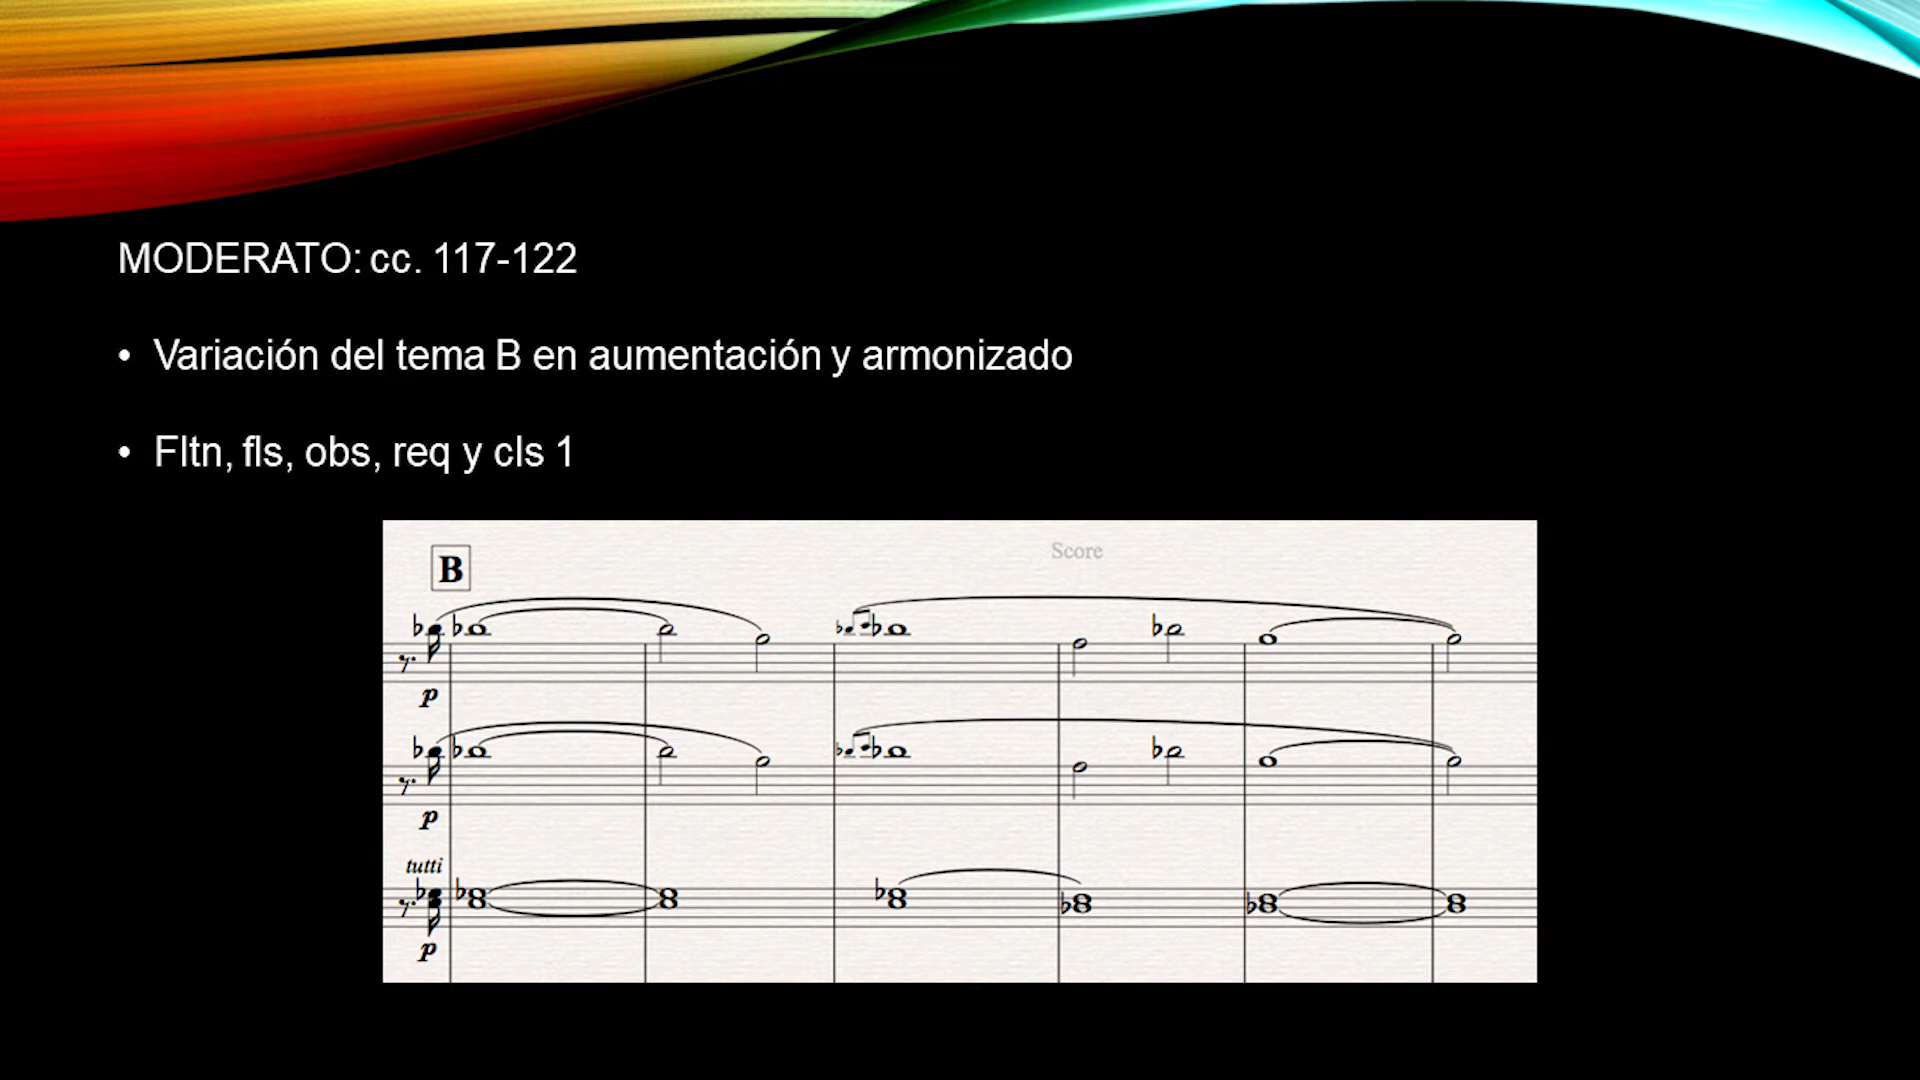 MODERATO: cc. 117-122
• Variación del tema B en aumentación y armonizado
• Fltn, fls, obs, req y cls 1
B
Score
p
p
tutti
p